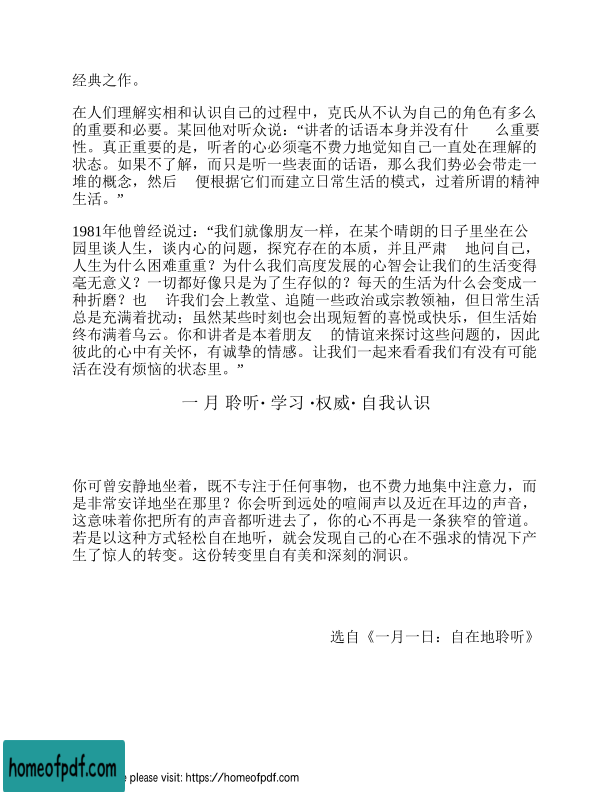 经典之作。
在人们理解实相和认识自己的过程中，克氏从不认为自己的角色有多么
的重要和必要。某回他对听众说：“讲者的话语本身并没有什 么重要
性。真正重要的是，听者的心必须毫不费力地觉知自己一直处在理解的
状态。如果不了解，而只是听一些表面的话语，那么我们势必会带走一
堆的概念，然后 便根据它们而建立日常生活的模式，过着所谓的精神
生活。”
1981年他曾经说过：“我们就像朋友一样，在某个晴朗的日子里坐在公
园里谈人生，谈内心的问题，探究存在的本质，并且严肃 地问自己，
人生为什么困难重重？为什么我们高度发展的心智会让我们的生活变得
毫无意义？一切都好像只是为了生存似的？每天的生活为什么会变成一
种折磨？也 许我们会上教堂、追随一些政治或宗教领袖，但日常生活
总是充满着扰动；虽然某些时刻也会出现短暂的喜悦或快乐，但生活始
终布满着乌云。你和讲者是本着朋友 的情谊来探讨这些问题的，因此
彼此的心中有关怀，有诚挚的情感。让我们一起来看看我们有没有可能
活在没有烦恼的状态里。”
一 月 聆听· 学习 ·权威· 自我认识
你可曾安静地坐着，既不专注于任何事物，也不费力地集中注意力，而
是非常安详地坐在那里？你会听到远处的喧闹声以及近在耳边的声音，
这意味着你把所有的声音都听进去了，你的心不再是一条狭窄的管道。
若是以这种方式轻松自在地听，就会发现自己的心在不强求的情况下产
生了惊人的转变。这份转变里自有美和深刻的洞识。
选自《一月一日：自在地聆听》
homeofpdf.com
e please visit: https://homeofpdf.com